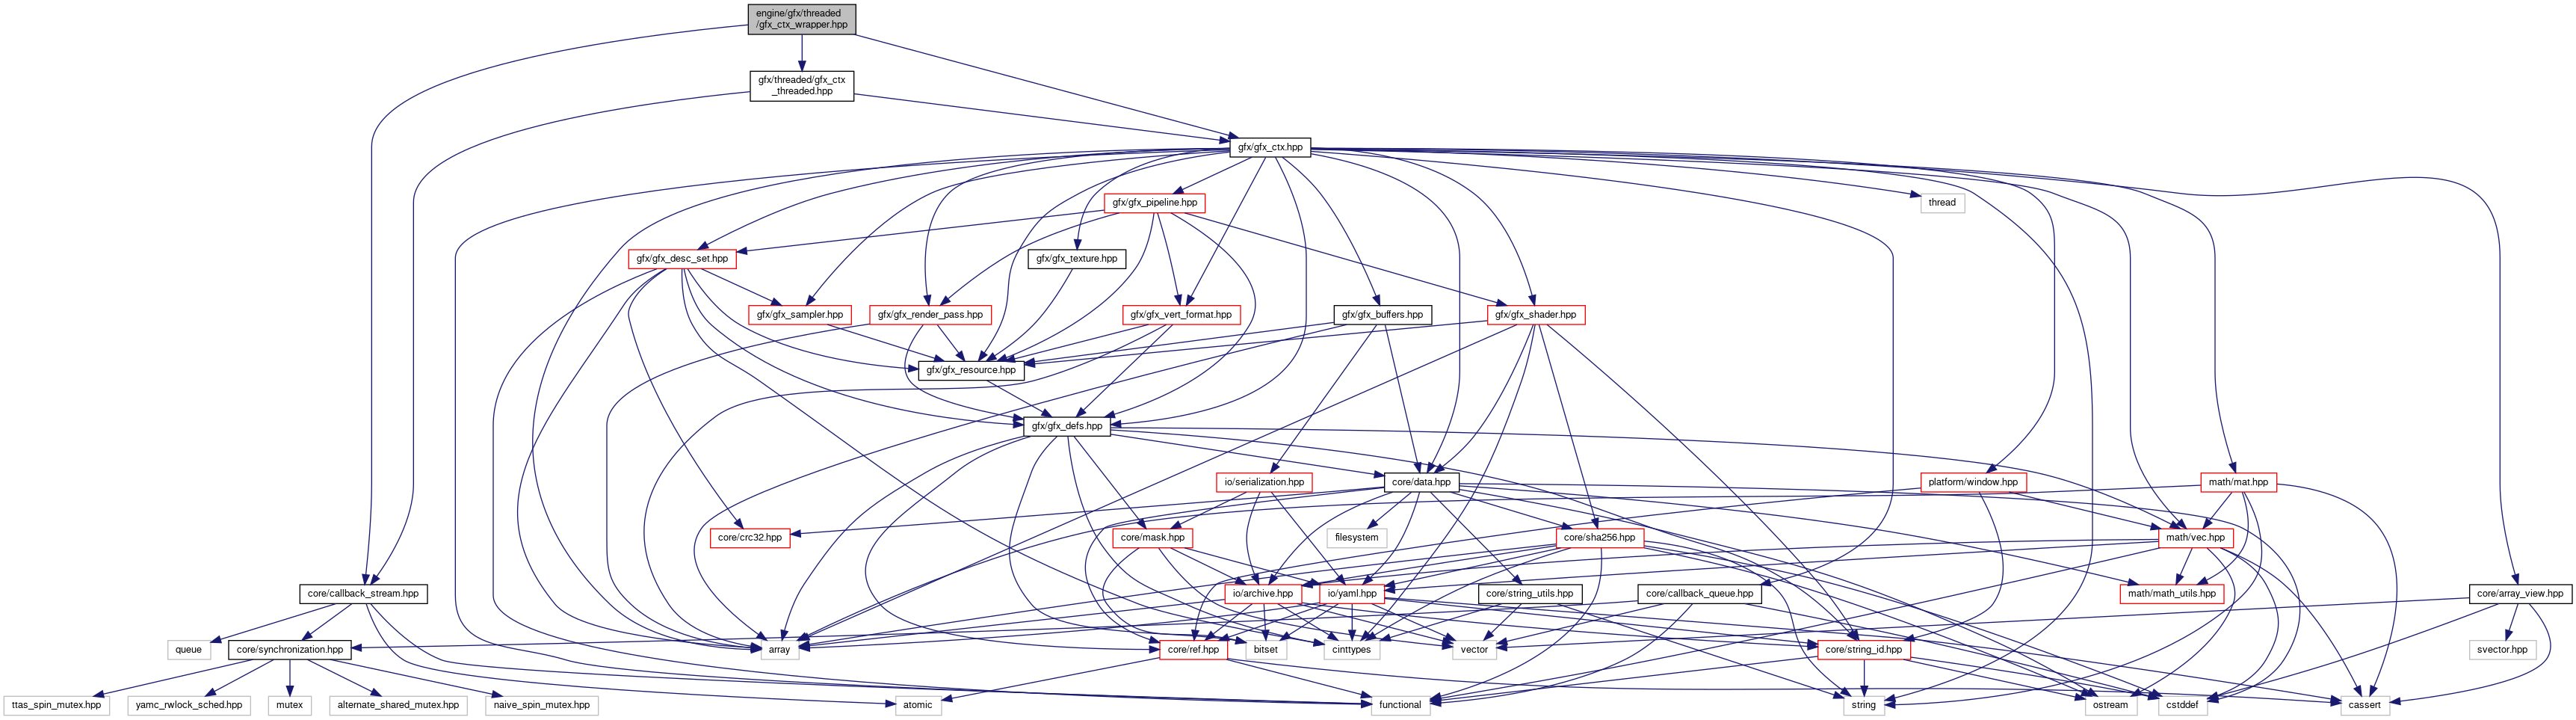 engine/gfx/threaded
/gfx_ctx_wrapper.hpp
gfx/threaded/gfx_ctx
_threaded.hpp
gfx/gfx_ctx.hpp
gfx/gfx_pipeline.hpp
thread
gfx/gfx_desc_set.hpp
gfx/gfx_texture.hpp
gfx/gfx_sampler.hpp
gfx/gfx_render_pass.hpp
gfx/gfx_vert_format.hpp
gfx/gfx_buffers.hpp
gfx/gfx_shader.hpp
gfx/gfx_resource.hpp
gfx/gfx_defs.hpp
io/serialization.hpp
core/data.hpp
platform/window.hpp
math/mat.hpp
core/crc32.hpp
core/mask.hpp
filesystem
core/sha256.hpp
math/vec.hpp
core/callback_stream.hpp
io/archive.hpp
io/yaml.hpp
core/string_utils.hpp
core/callback_queue.hpp
math/math_utils.hpp
core/array_view.hpp
queue
core/synchronization.hpp
array
core/ref.hpp
bitset
cinttypes
vector
core/string_id.hpp
svector.hpp
ttas_spin_mutex.hpp
yamc_rwlock_sched.hpp
mutex
alternate_shared_mutex.hpp
naive_spin_mutex.hpp
atomic
functional
string
ostream
cstddef
cassert